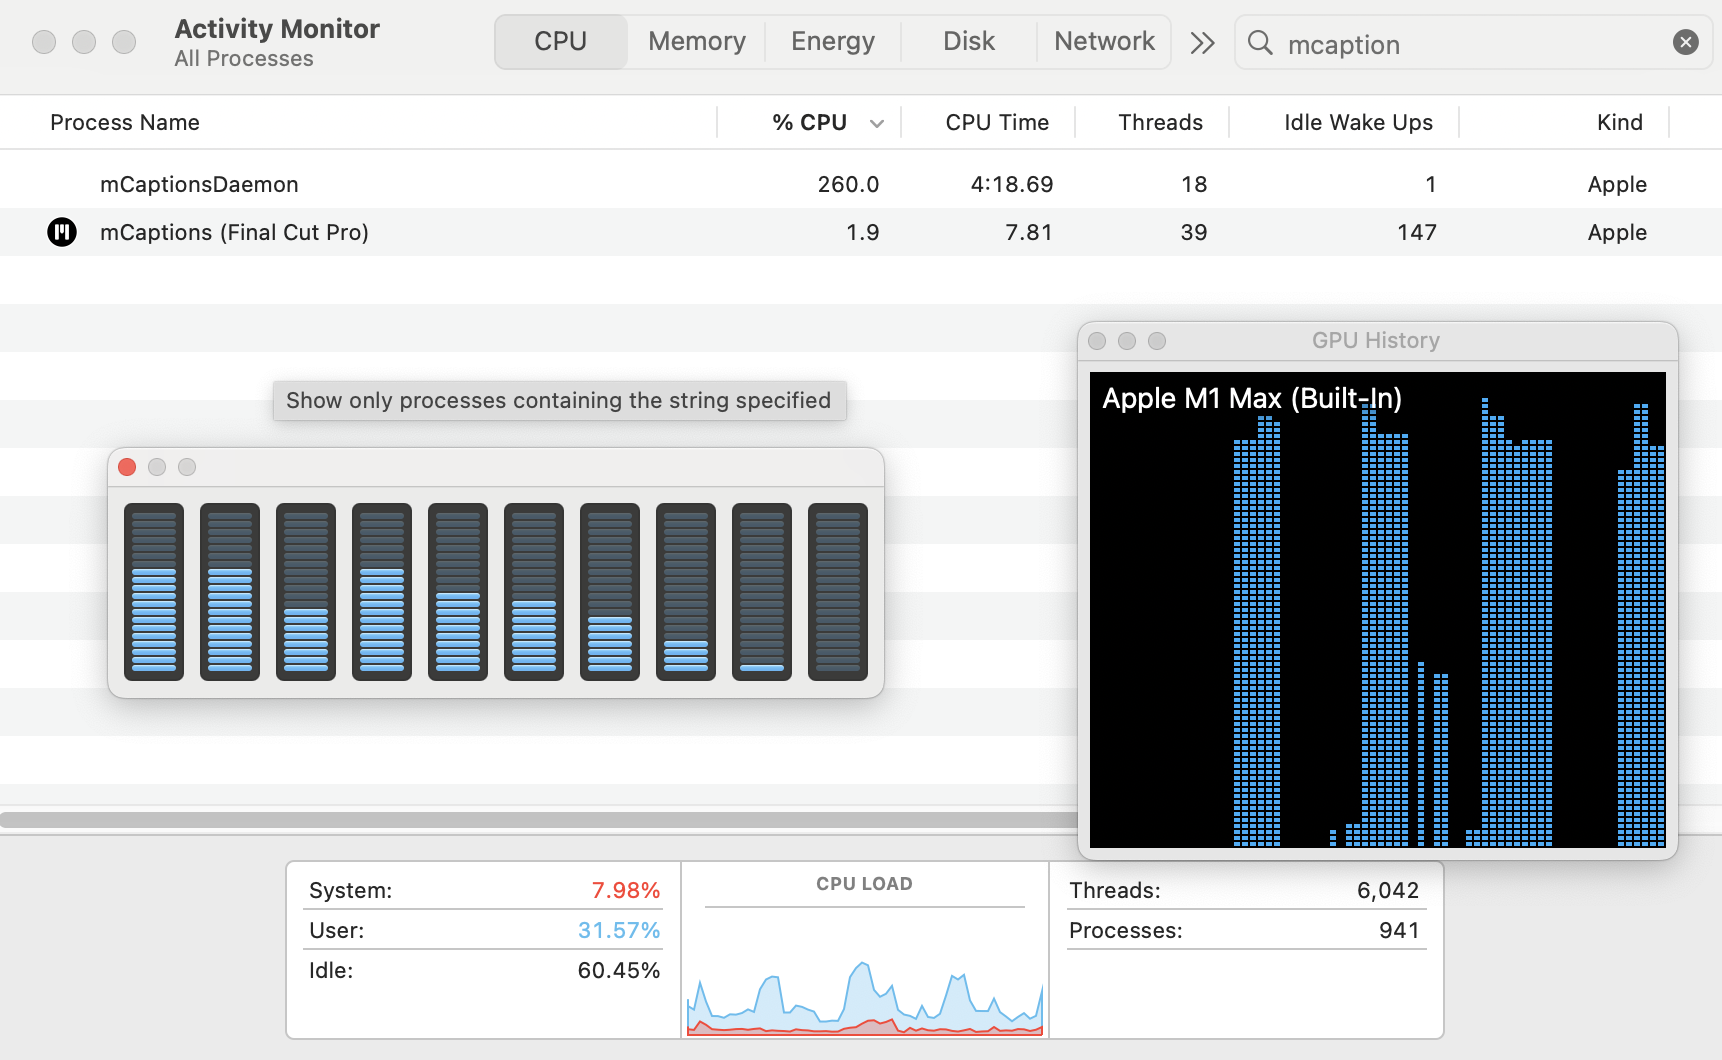 Activity Monitor
All Processes
CPU Memory Energy Disk Network mcaption
Process Name % CPU CPU Time Threads Idle Wake Ups Kind
mCaptionsDaemon 260.0 4:18.69 18 1 Apple
mCaptions (Final Cut Pro) 1.9 7.81 39 147 Apple
GPU History
Apple M1 Max (Built-In)
Show only processes containing the string specified
System: 7.98%
User: 31.57%
Idle: 60.45%
CPU LOAD
Threads: 6,042
Processes: 941